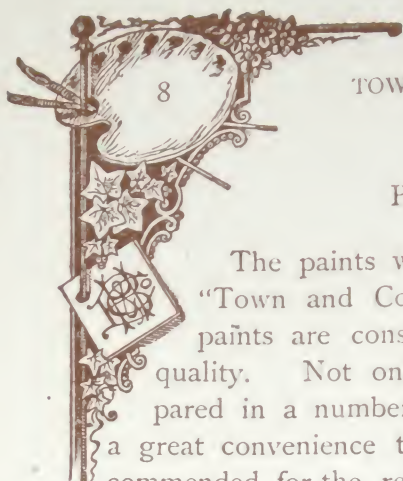 8
TOW
H
The paints w
“Town and Co
paints are cons
quality. Not on
pared in a number
a great convenience t
commended for the re